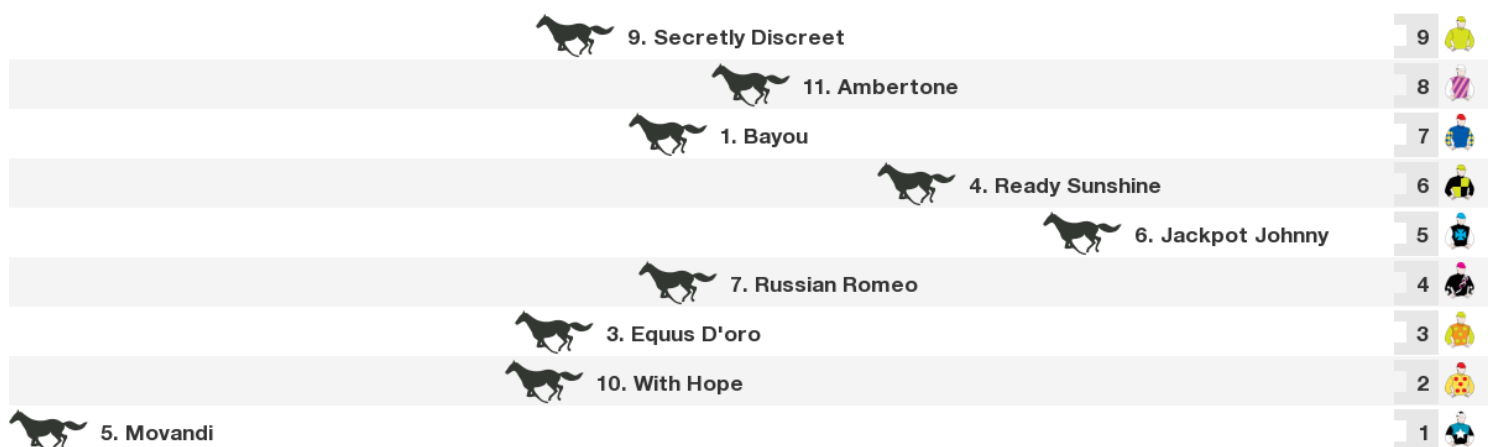 9. Secretly Discreet 9
11. Ambertone 8
1. Bayou 7
4. Ready Sunshine 6
6. Jackpot Johnny 5
7. Russian Romeo 4
3. Equus D'oro 3
10. With Hope 2
5. Movandi 1